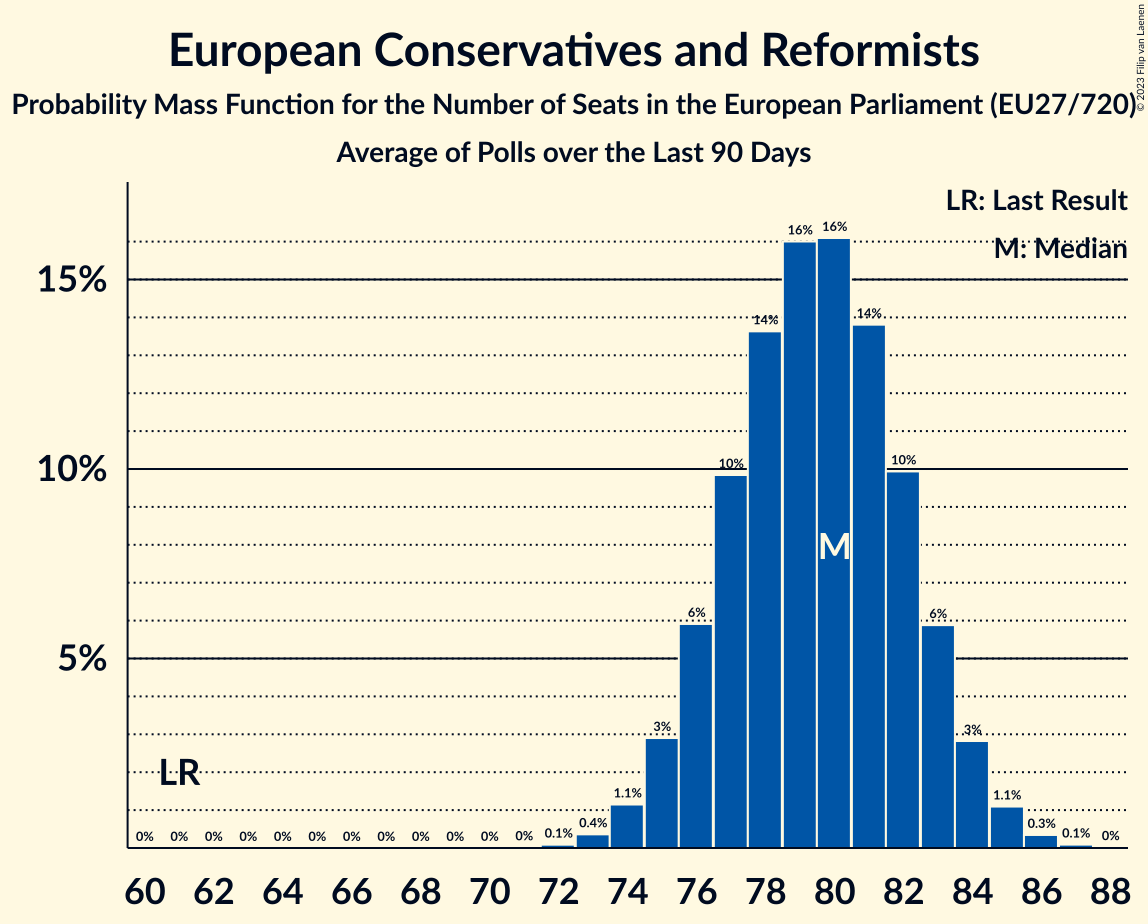 European Conservatives and Reformists
Probability Mass Function for the Number of Seats in the European Parliament (EU27/720)
Average of Polls over the Last 90 Days
© 2023 Filip van Laenen
LR: Last Result
M: Median
16% 16%
15%
14% 14%
10% 10% 10%
M
6% 6%
5%
3% 3%
LR
1.1% 1.1%
0% 0% 0% 0% 0% 0% 0% 0% 0% 0% 0% 0% 0.1% 0.4% 0.3% 0.1% 0%
60 62 64 66 68 70 72 74 76 78 80 82 84 86 88